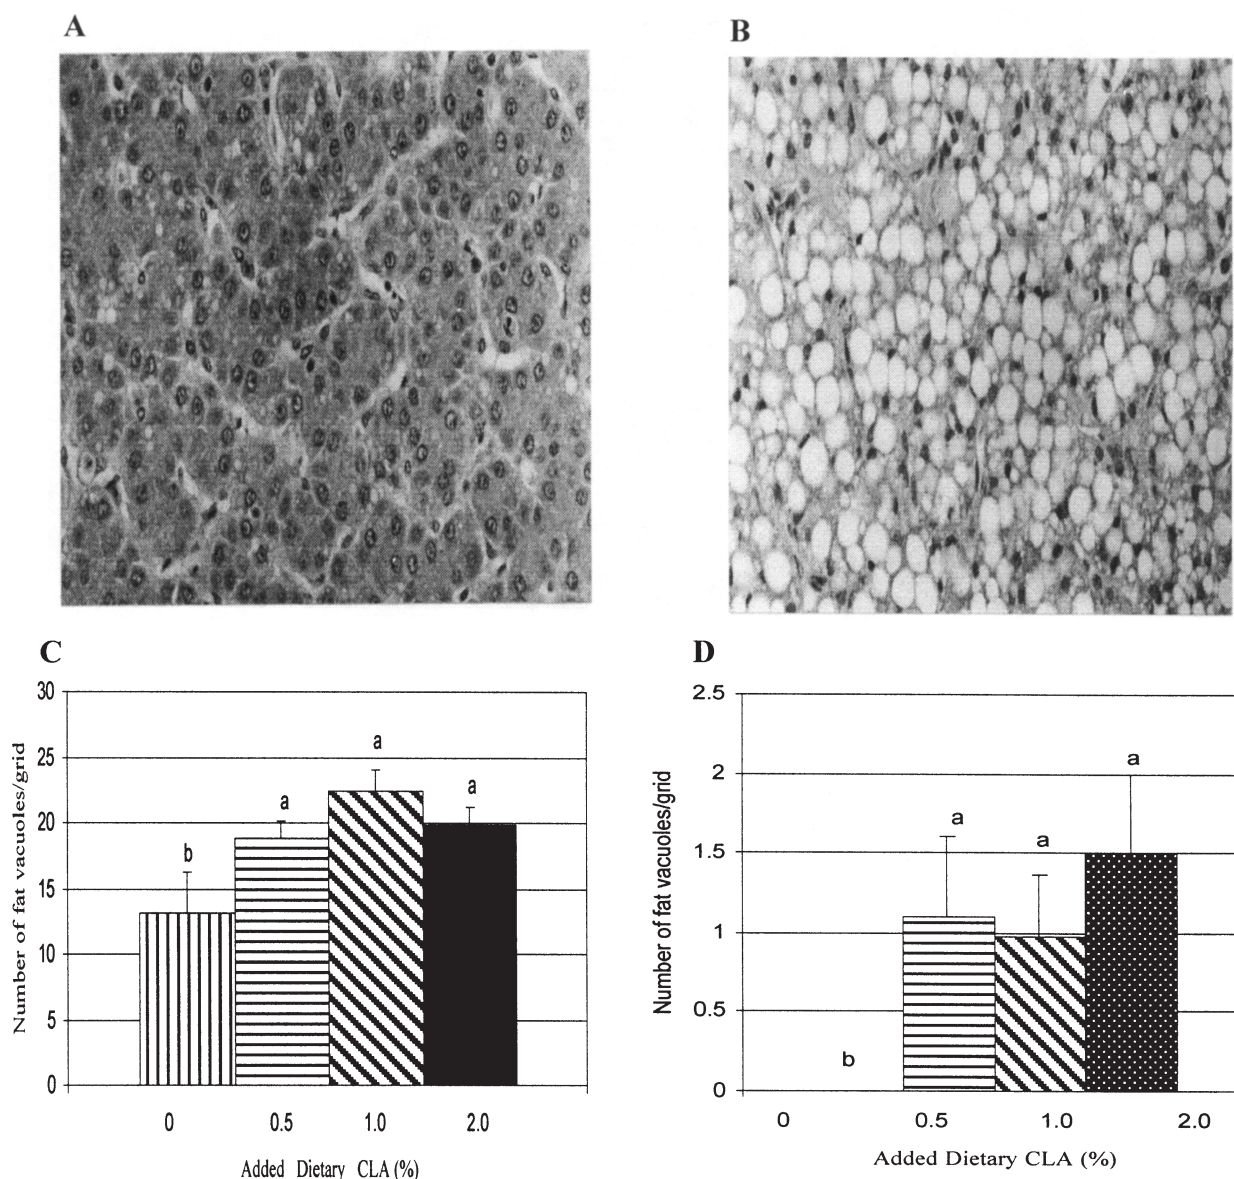 A
B
C
D
Number of fat vacuoles/grid
30
25
20
15
10
5
0
b
a
a
a
0 0.5 1.0 2.0
Added Dietary CLA (%)
Number of fat vacuoles/grid
2.5
2
1.5
1
0.5
0
b
a
a
a
0 0.5 1.0 2.0
Added Dietary CLA (%)